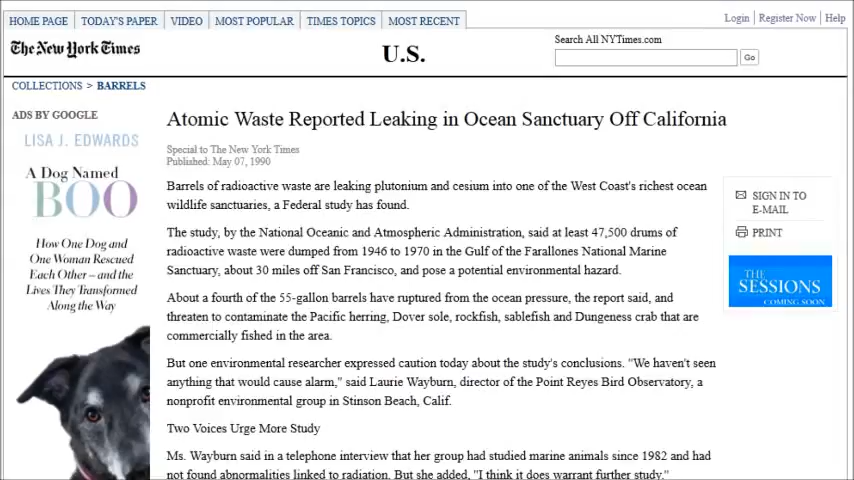 HOME PAGE TODAY'S PAPER VIDEO MOST POPULAR TIMES TOPICS MOST RECENT
Login Register Now Help
The New York Times
U.S.
Search All NYTimes.com
Go
COLLECTIONS > BARRELS
ADS BY GOOGLE
LISA J. EDWARDS
A Dog Named
BOO
How One Dog and
One Woman Rescued
Each Other – and the
Lives They Transformed
Along the Way
Atomic Waste Reported Leaking in Ocean Sanctuary Off California
Special to The New York Times
Published: May 07, 1990
Barrels of radioactive waste are leaking plutonium and cesium into one of the West Coast's richest ocean
wildlife sanctuaries, a Federal study has found.
The study, by the National Oceanic and Atmospheric Administration, said at least 47,500 drums of
radioactive waste were dumped from 1946 to 1970 in the Gulf of the Farallones National Marine
Sanctuary, about 30 miles off San Francisco, and pose a potential environmental hazard.
About a fourth of the 55-gallon barrels have ruptured from the ocean pressure, the report said, and
threaten to contaminate the Pacific herring, Dover sole, rockfish, sablefish and Dungeness crab that are
commercially fished in the area.
But one environmental researcher expressed caution today about the study's conclusions. "We haven't seen
anything that would cause alarm," said Laurie Wayburn, director of the Point Reyes Bird Observatory, a
nonprofit environmental group in Stinson Beach, Calif.
Two Voices Urge More Study
Ms. Wayburn said in a telephone interview that her group had studied marine animals since 1982 and had
not found abnormalities linked to radiation. But she added, "I think it does warrant further study."
SIGN IN TO
E-MAIL
PRINT
THE
SESSIONS
COMING SOON